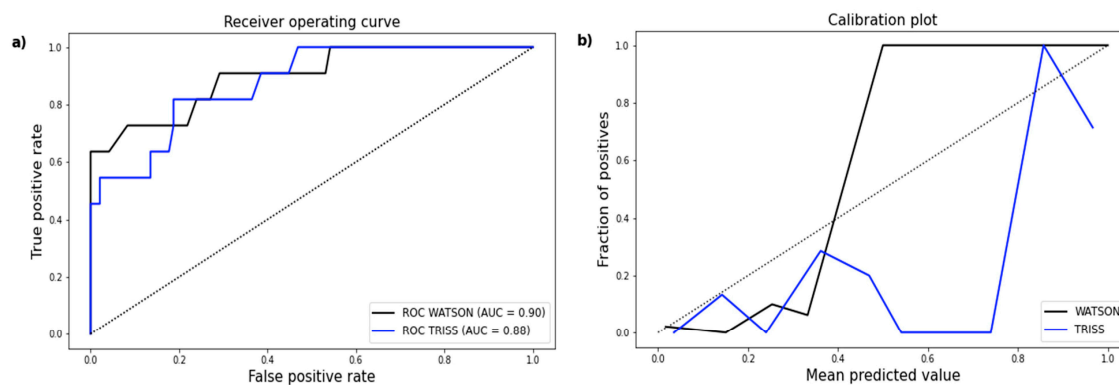 a)
Receiver operating curve
True positive rate
1.0
0.8
0.6
0.4
0.2
0.0
0.0 0.2 0.4 0.6 0.8 1.0
False positive rate
ROC WATSON (AUC = 0.90)
ROC TRISS (AUC = 0.88)
b)
Calibration plot
Fraction of positives
1.0
0.8
0.6
0.4
0.2
0.0
0.0 0.2 0.4 0.6 0.8 1.0
Mean predicted value
WATSON
TRISS